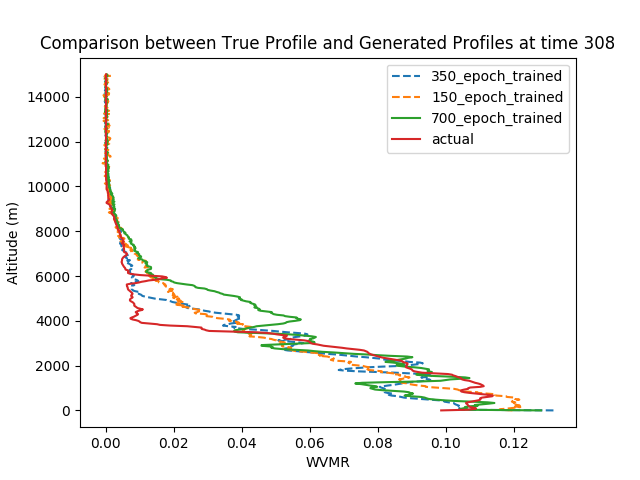 Comparison between True Profile and Generated Profiles at time 308
350_epoch_trained
150_epoch_trained
700_epoch_trained
actual
14000
12000
10000
8000
6000
4000
2000
0
Altitude (m)
0.00 0.02 0.04 0.06 0.08 0.10 0.12
WVMR